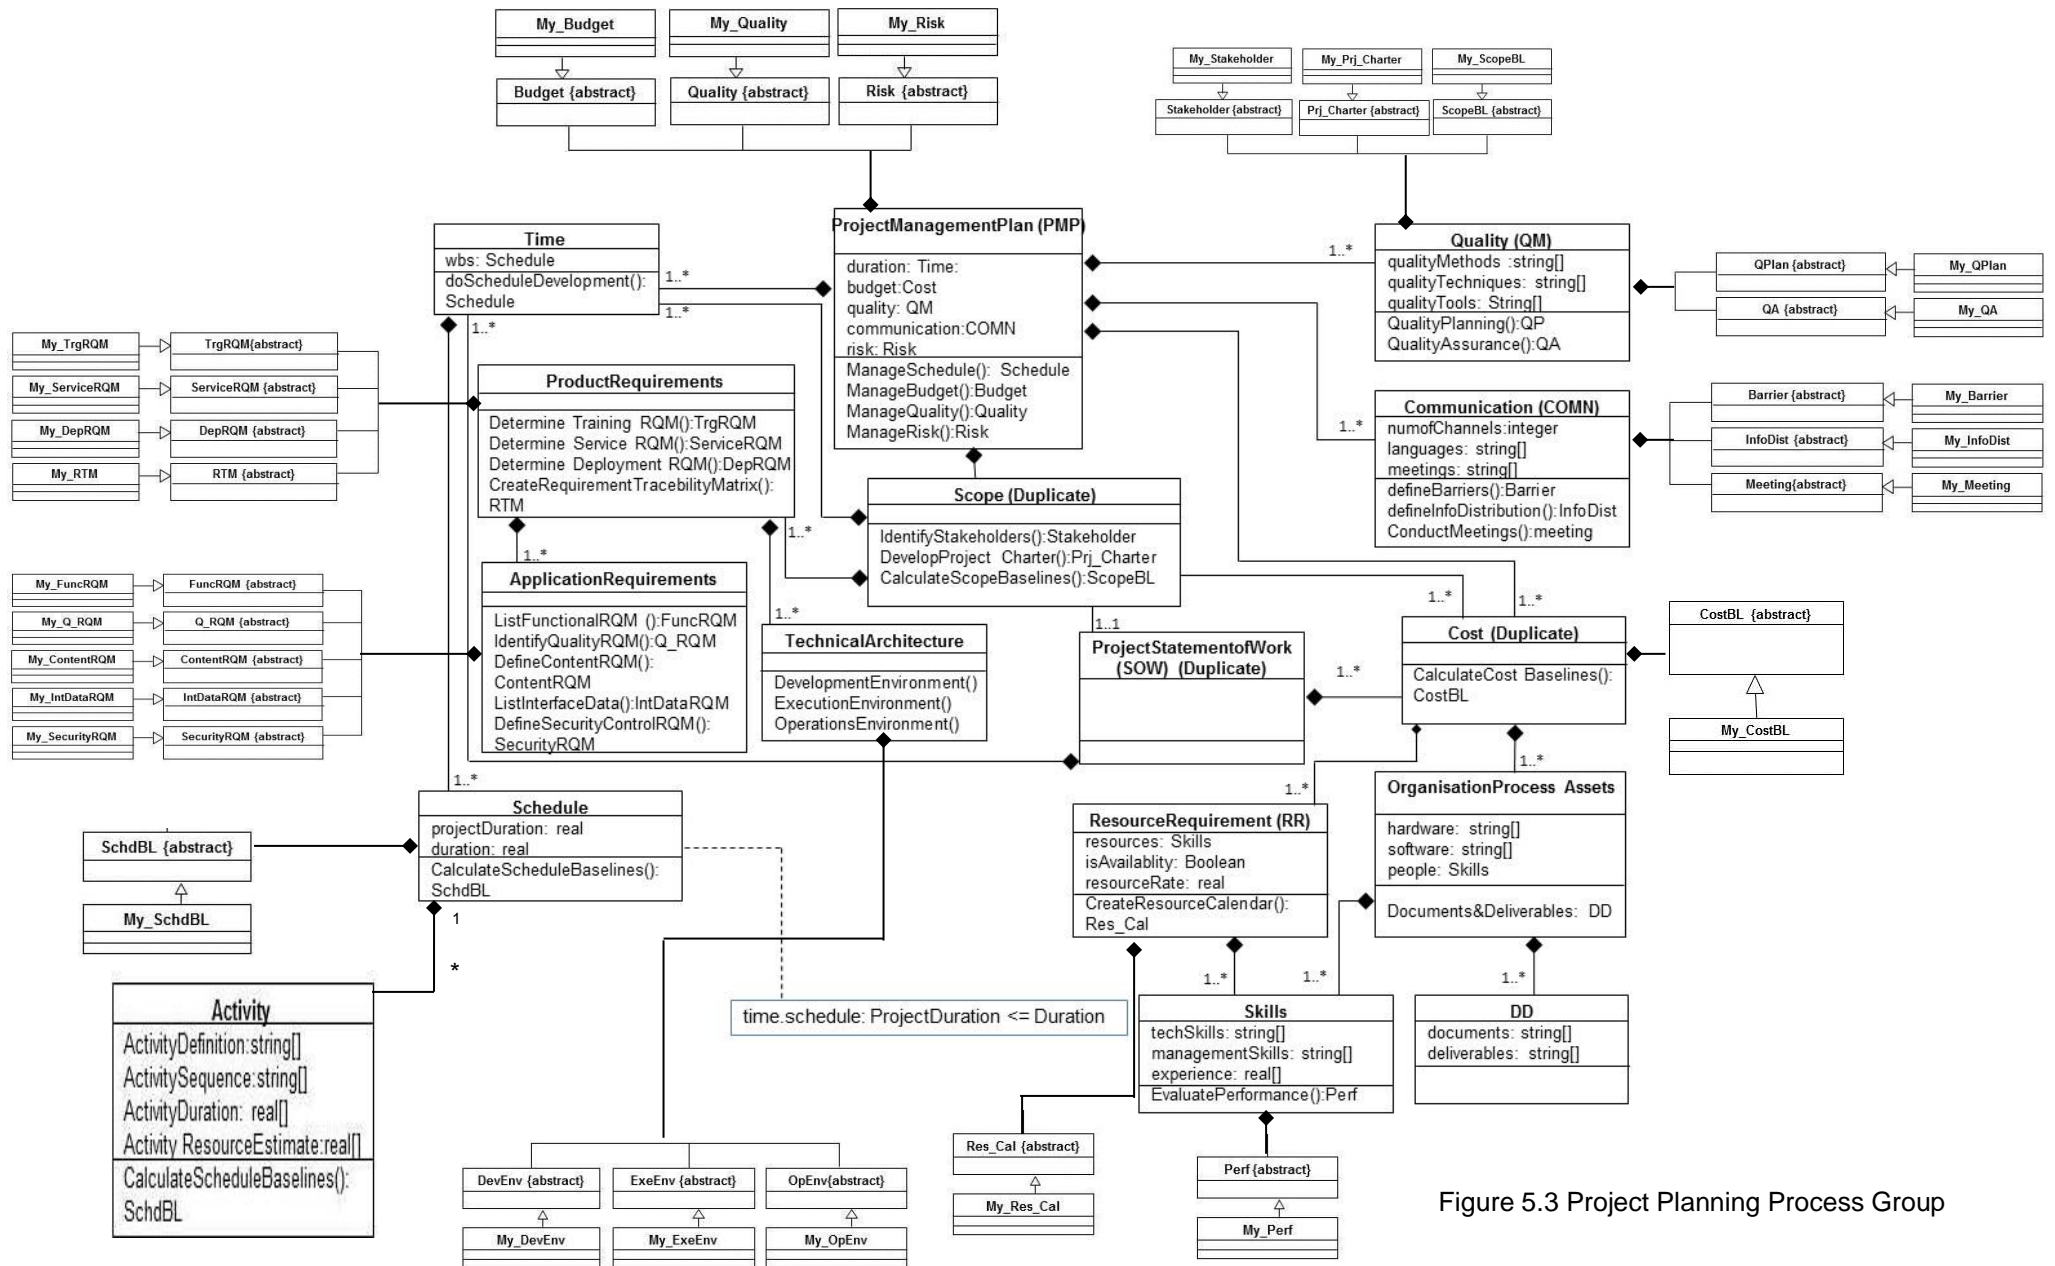 My_Budget
My_Quality
My_Risk
Budget {abstract}
Quality {abstract}
Risk {abstract}
My_Stakeholder
My_Prj_Charter
My_ScopeBL
Stakeholder {abstract}
Prj_Charter {abstract}
ScopeBL {abstract}
Time
wbs: Schedule
doScheduleDevelopment():
Schedule
1..*
1..*
1..*
ProjectManagementPlan (PMP)
duration: Time:
budget:Cost
quality: QM
communication:COMN
risk: Risk
ManageSchedule(): Schedule
ManageBudget():Budget
ManageQuality():Quality
ManageRisk():Risk
1..*
1..*
Quality (QM)
qualityMethods :string[]
qualityTechniques: string[]
qualityTools: String[]
QualityPlanning():QP
QualityAssurance():QA
QPlan {abstract}
My_QPlan
QA {abstract}
My_QA
Communication (COMN)
numofChannels:integer
languages: string[]
meetings: string[]
defineBarriers():Barrier
defineInfoDistribution():InfoDist
ConductMeetings():meeting
Barrier {abstract}
My_Barrier
InfoDist {abstract}
My_InfoDist
Meeting{abstract}
My_Meeting
My_TrgRQM
TrgRQM{abstract}
My_ServiceRQM
ServiceRQM {abstract}
My_DepRQM
DepRQM {abstract}
My_RTM
RTM {abstract}
ProductRequirements
Determine Training RQM():TrgRQM
Determine Service RQM():ServiceRQM
Determine Deployment RQM():DepRQM
CreateRequirementTracebilityMatrix():
RTM
1..*
1..*
1..*
Scope (Duplicate)
IdentifyStakeholders():Stakeholder
DevelopProject Charter():Prj_Charter
CalculateScopeBaselines():ScopeBL
1..*
1..*
1..1
My_FuncRQM
FuncRQM {abstract}
My_Q_RQM
Q_RQM {abstract}
My_ContentRQM
ContentRQM {abstract}
My_IntDataRQM
IntDataRQM {abstract}
My_SecurityRQM
SecurityRQM {abstract}
ApplicationRequirements
ListFunctionalRQM ():FuncRQM
IdentifyQualityRQM():Q_RQM
DefineContentRQM():
ContentRQM
ListInterfaceData():IntDataRQM
DefineSecurityControlRQM():
SecurityRQM
TechnicalArchitecture
DevelopmentEnvironment()
ExecutionEnvironment()
OperationsEnvironment()
ProjectStatementofWork
(SOW) (Duplicate)
1..*
Cost (Duplicate)
CalculateCost Baselines():
CostBL
CostBL {abstract}
My_CostBL
1..*
1..*
1..*
Schedule
projectDuration: real
duration: real
CalculateScheduleBaselines():
SchdBL
SchdBL {abstract}
My_SchdBL
1
*
Activity
ActivityDefinition:string[]
ActivitySequence:string[]
ActivityDuration: real[]
Activity ResourceEstimate:real[]
CalculateScheduleBaselines():
SchdBL
ResourceRequirement (RR)
resources: Skills
isAvailablity: Boolean
resourceRate: real
CreateResourceCalendar():
Res_Cal
OrganisationProcess Assets
hardware: string[]
software: string[]
people: Skills
Documents&Deliverables: DD
1..*
1..*
1..*
time.schedule: ProjectDuration <= Duration
Skills
techSkills: string[]
managementSkills: string[]
experience: real[]
EvaluatePerformance():Perf
DD
documents: string[]
deliverables: string[]
DevEnv {abstract}
ExeEnv {abstract}
OpEnv{abstract}
My_DevEnv
My_ExeEnv
My_OpEnv
Res_Cal {abstract}
My_Res_Cal
Perf {abstract}
My_Perf
Figure 5.3 Project Planning Process Group